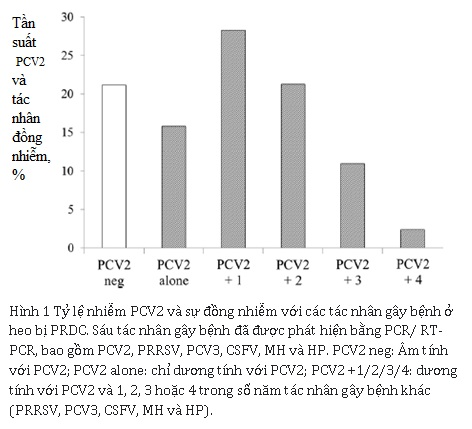 Tần
suất
PCV2
và
tác
nhân
đồng
nhiễm,
%
30
25
20
15
10
5
0
PCV2 neg
PCV2 alone
PCV2 + 1
PCV2 + 2
PCV2 + 3
PCV2 + 4
Hình 1 Tỷ lệ nhiễm PCV2 và sự đồng nhiễm với các tác nhân gây bệnh ở
heo bị PRDC. Sáu tác nhân gây bệnh đã được phát hiện bằng PCR/ RT-
PCR, bao gồm PCV2, PRRSV, PCV3, CSFV, MH và HP. PCV2 neg: Âm tính
với PCV2; PCV2 alone: chỉ dương tính với PCV2; PCV2 +1/2/3/4: dương
tính với PCV2 và 1, 2, 3 hoặc 4 trong số năm tác nhân gây bệnh khác
(PRRSV, PCV3, CSFV, MH và HP).